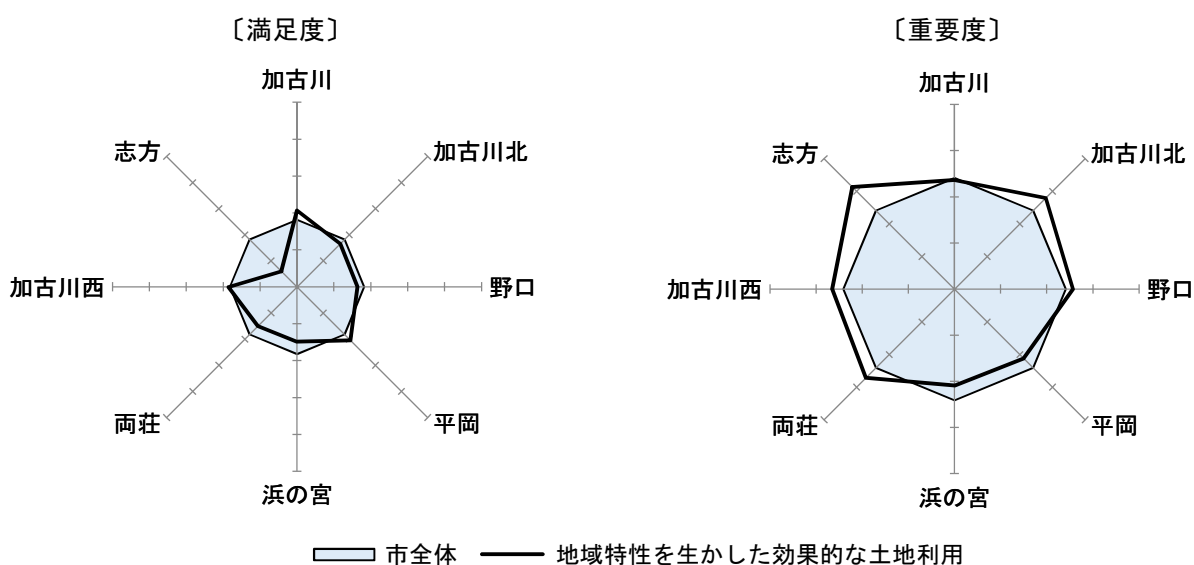 〔満足度〕
加古川
加古川北
野口
平岡
浜の宮
両荘
加古川西
志方
〔重要度〕
加古川
加古川北
野口
平岡
浜の宮
両荘
加古川西
志方
市全体
地域特性を生かした効果的な土地利用